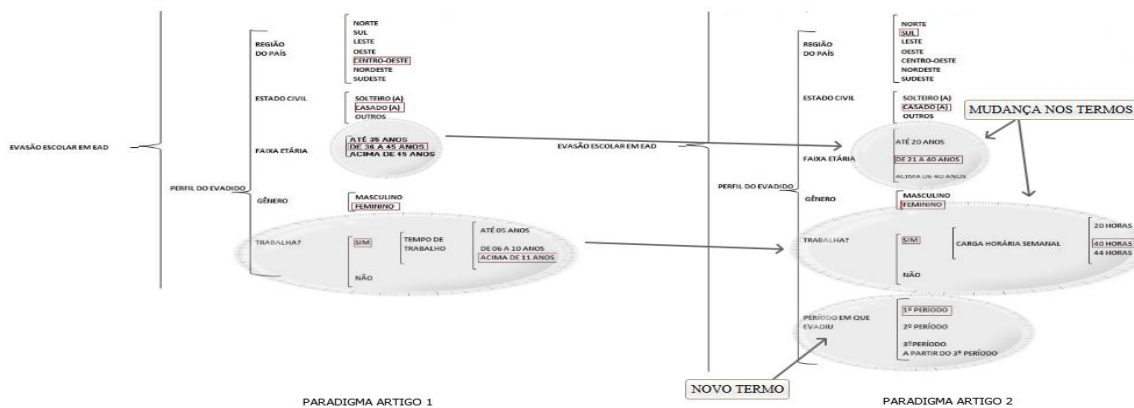 NORTE
SUL
LESTE
OESTE
CENTRO-OESTE
NORDESTE
SUDESTE
REGIÃO
DO PAÍS
ESTADO CIVIL
SOLTEIRO (A)
CASADO (A)
OUTROS
FAIXA ETÁRIA
ATÉ 35 ANOS
DE 36 A 45 ANOS
ACIMA DE 45 ANOS
EVASÃO ESCOLAR EM EAD
PERFIL DO EVADIDO
GÊNERO
MASCULINO
FEMININO
TRABALHA?
SIM
NÃO
TEMPO DE
TRABALHO
ATÉ 05 ANOS
DE 06 A 10 ANOS
ACIMA DE 11 ANOS
PARADIGMA ARTIGO 1
NORTE
SUL
LESTE
OESTE
CENTRO-OESTE
NORDESTE
SUDESTE
REGIÃO
DO PAÍS
ESTADO CIVIL
SOLTEIRO (A)
CASADO (A)
OUTROS
MUDANÇA NOS TERMOS
FAIXA ETÁRIA
ATÉ 20 ANOS
DE 21 A 40 ANOS
ACIMA DE 40 ANOS
EVASÃO ESCOLAR EM EAD
PERFIL DO EVADIDO
GÊNERO
MASCULINO
FEMININO
TRABALHA?
SIM
NÃO
CARGA HORÁRIA SEMANAL
20 HORAS
40 HORAS
44 HORAS
PERÍODO EM QUE
EVADIU
1º PERÍODO
2º PERÍODO
3ºPERÍODO
A PARTIR DO 3º PERÍODO
NOVO TERMO
PARADIGMA ARTIGO 2